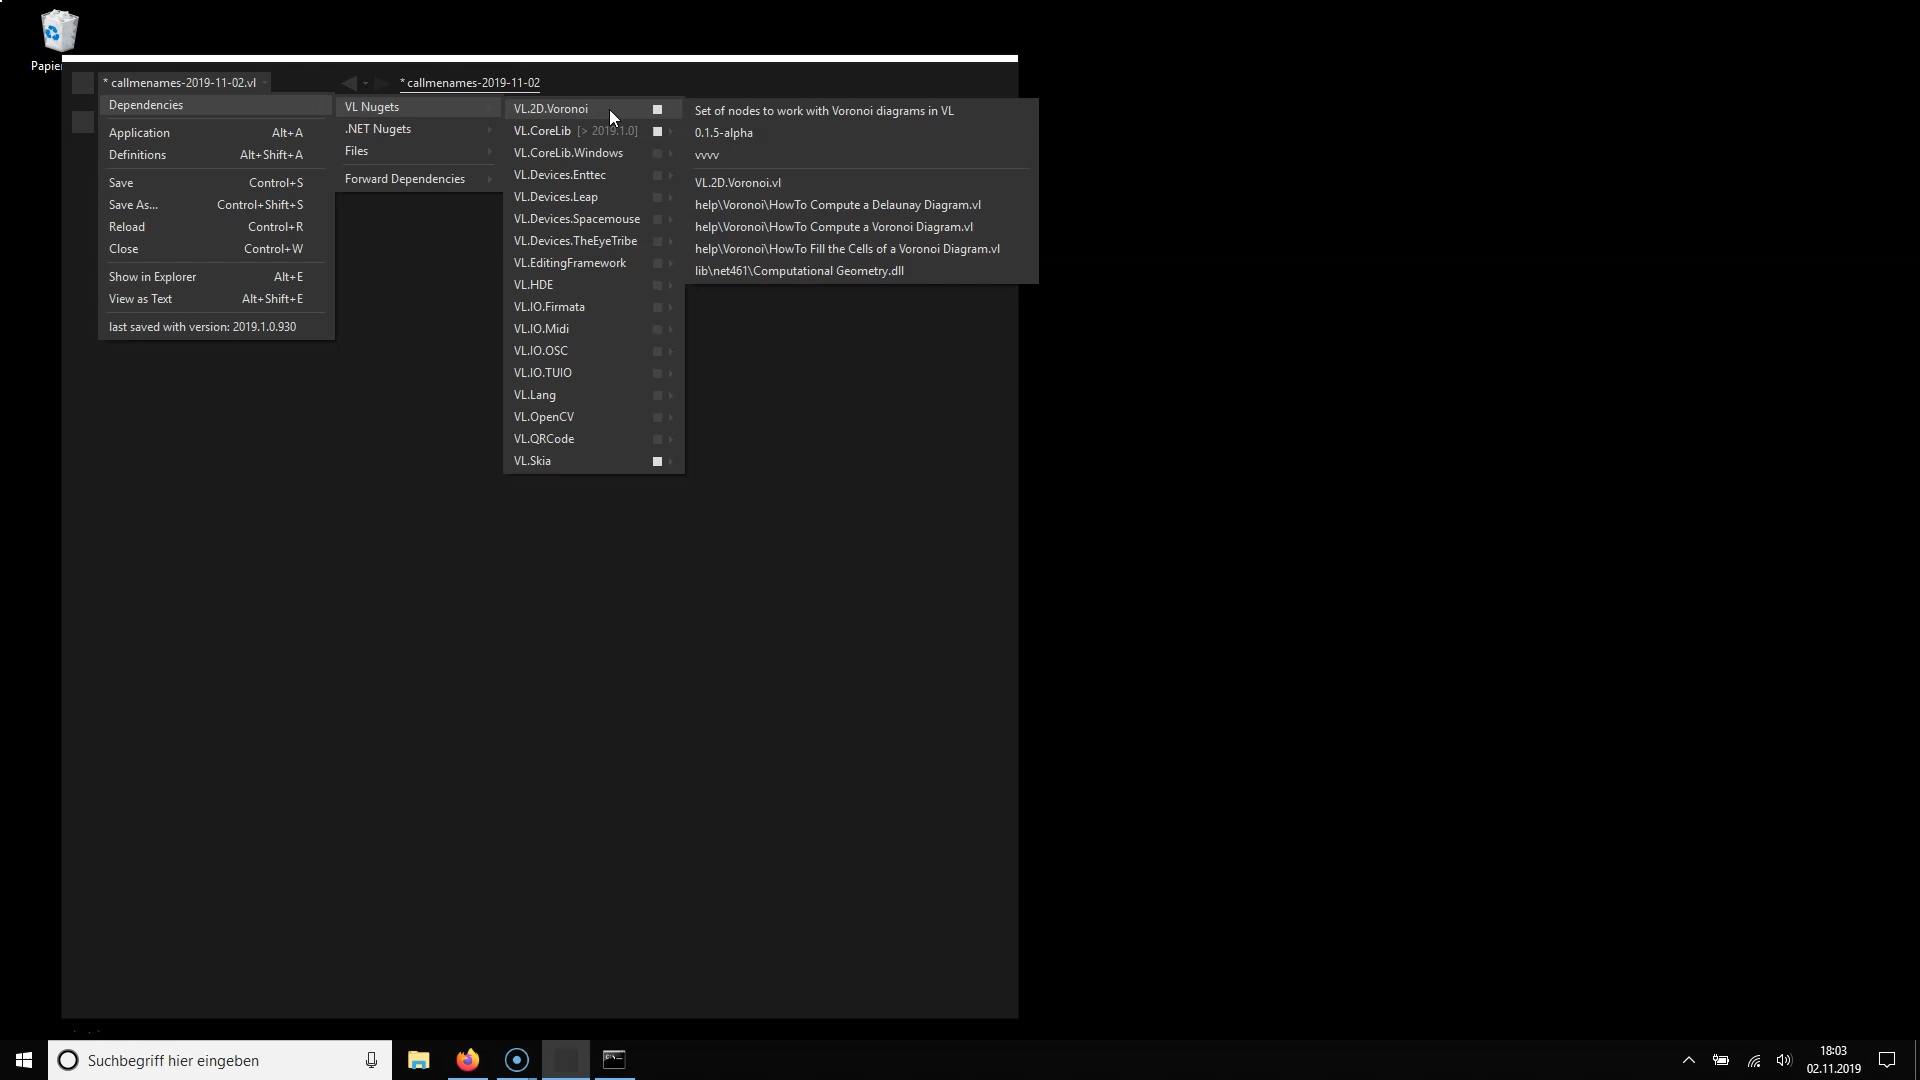 Papie
* callmenames-2019-11-02.vl
* callmenames-2019-11-02
Dependencies
Application Alt+A
Definitions Alt+Shift+A
Save Control+S
Save As... Control+Shift+S
Reload Control+R
Close Control+W
Show in Explorer Alt+E
View as Text Alt+Shift+E
last saved with version: 2019.1.0.930
VL Nugets
.NET Nugets
Files
Forward Dependencies
VL.2D.Voronoi
VL.CoreLib [> 2019.1.0]
VL.CoreLib.Windows
VL.Devices.Enttec
VL.Devices.Leap
VL.Devices.Spacemouse
VL.Devices.TheEyeTribe
VL.EditingFramework
VL.HDE
VL.IO.Firmata
VL.IO.Midi
VL.IO.OSC
VL.IO.TUIO
VL.Lang
VL.OpenCV
VL.QRCode
VL.Skia
Set of nodes to work with Voronoi diagrams in VL
0.1.5-alpha
vvvv
VL.2D.Voronoi.vl
help\Voronoi\HowTo Compute a Delaunay Diagram.vl
help\Voronoi\HowTo Compute a Voronoi Diagram.vl
help\Voronoi\HowTo Fill the Cells of a Voronoi Diagram.vl
lib\net461\Computational Geometry.dll
Suchbegriff hier eingeben
18:03
02.11.2019